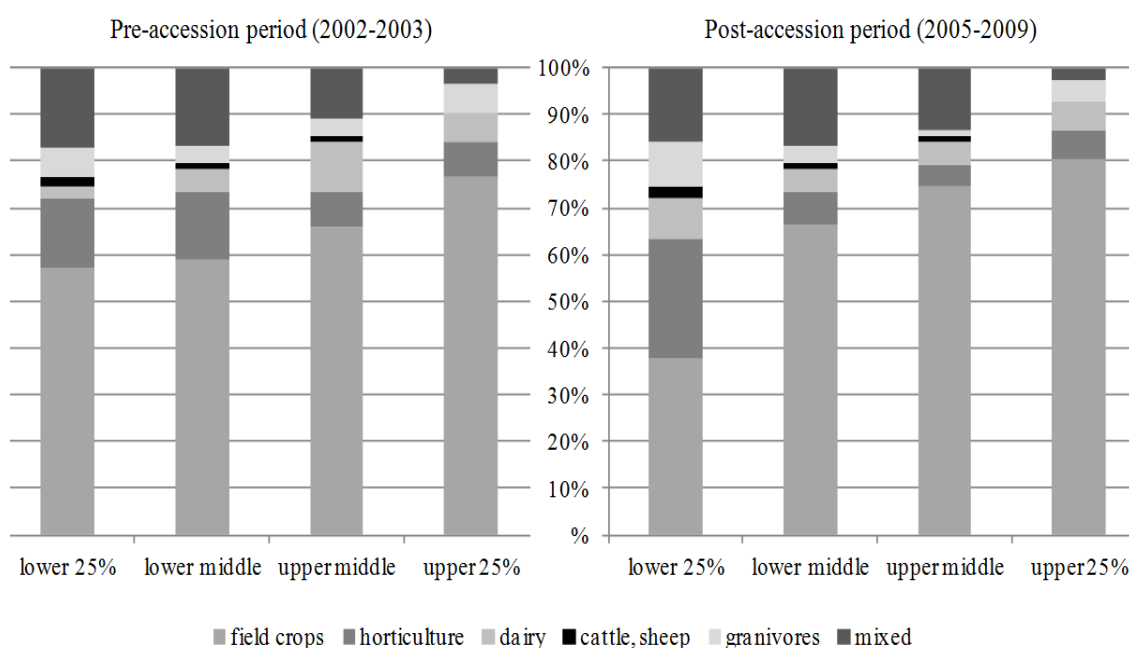 Pre-accession period (2002-2003)
Post-accession period (2005-2009)
100%
90%
80%
70%
60%
50%
40%
30%
20%
10%
%
lower 25% lower middle upper middle upper 25%
lower 25% lower middle upper middle upper 25%
field crops horticulture dairy cattle, sheep granivores mixed